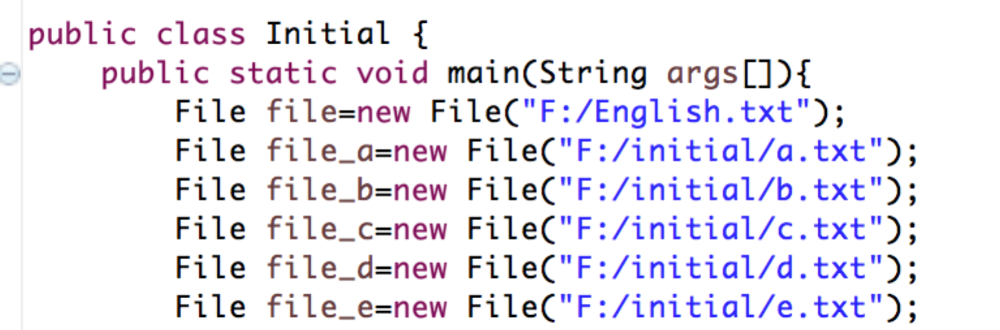 public class Initial {
public static void main(String args[]){
File file=new File("F:/English.txt");
File file_a=new File("F:/initial/a.txt");
File file_b=new File("F:/initial/b.txt");
File file_c=new File("F:/initial/c.txt");
File file_d=new File("F:/initial/d.txt");
File file_e=new File("F:/initial/e.txt");